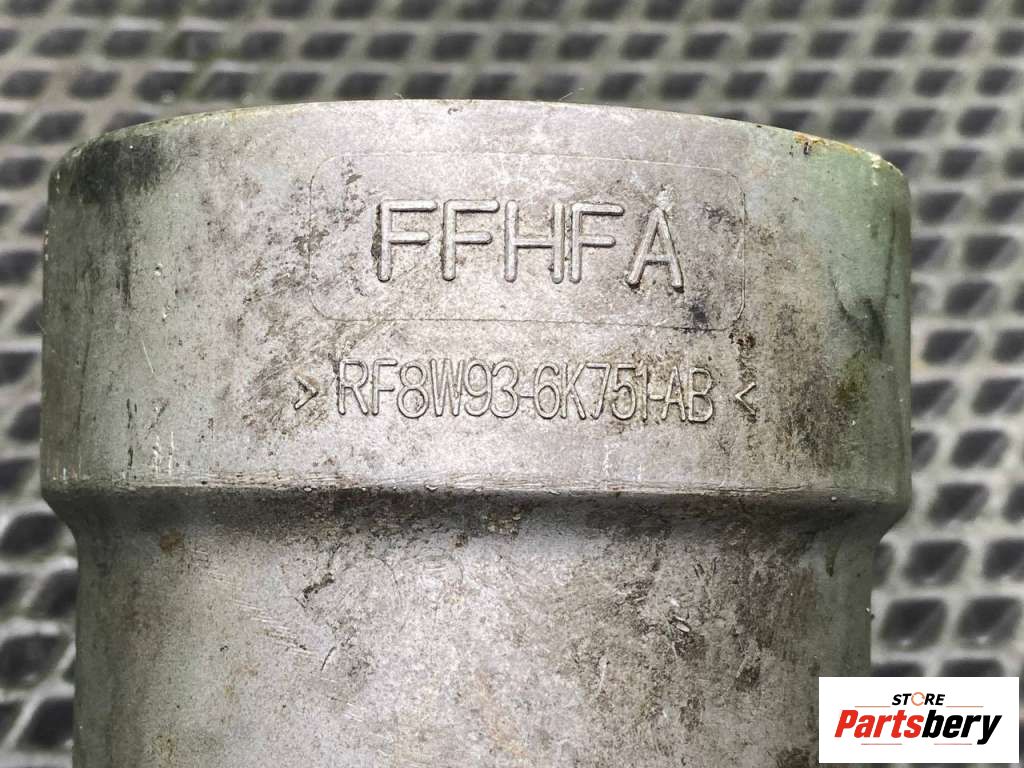 FFHFA
> RF8W93-6K751-AB <
STORE
Partsbery